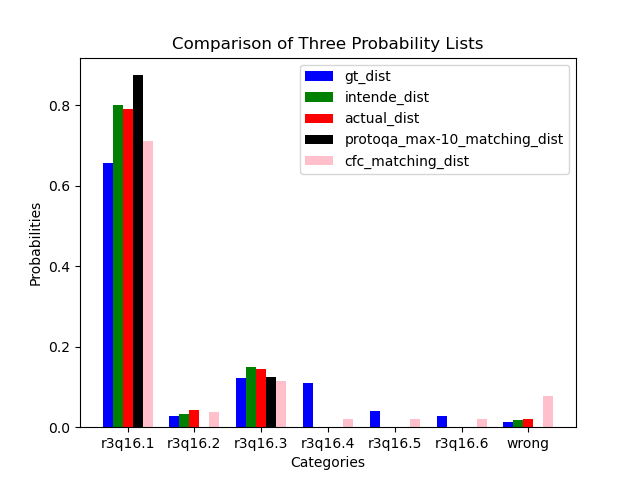 Comparison of Three Probability Lists
gt_dist
intende_dist
actual_dist
protoqa_max-10_matching_dist
cfc_matching_dist
Probabilities
0.8
0.6
0.4
0.2
0.0
r3q16.1 r3q16.2 r3q16.3 r3q16.4 r3q16.5 r3q16.6 wrong
Categories